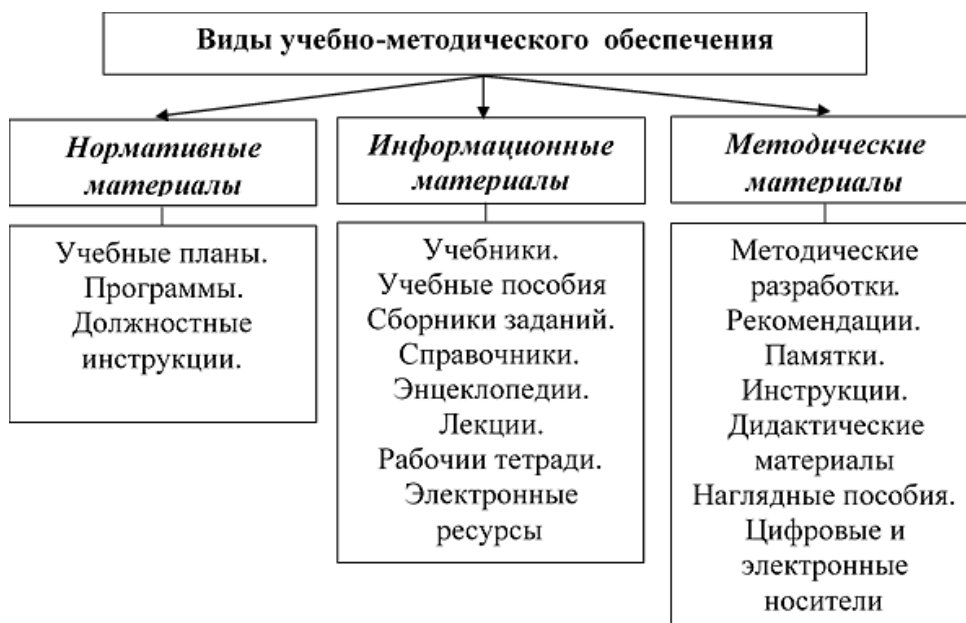 Виды учебно-методического обеспечения
Нормативные
материалы
Учебные планы.
Программы.
Должностные
инструкции.
Информационные
материалы
Учебники.
Учебные пособия
Сборники заданий.
Справочники.
Энцеклопедии.
Лекции.
Рабочии тетради.
Электронные
ресурсы
Методические
материалы
Методические
разработки.
Рекомендации.
Памятки.
Инструкции.
Дидактические
материалы
Наглядные пособия.
Цифровые и
электронные
носители